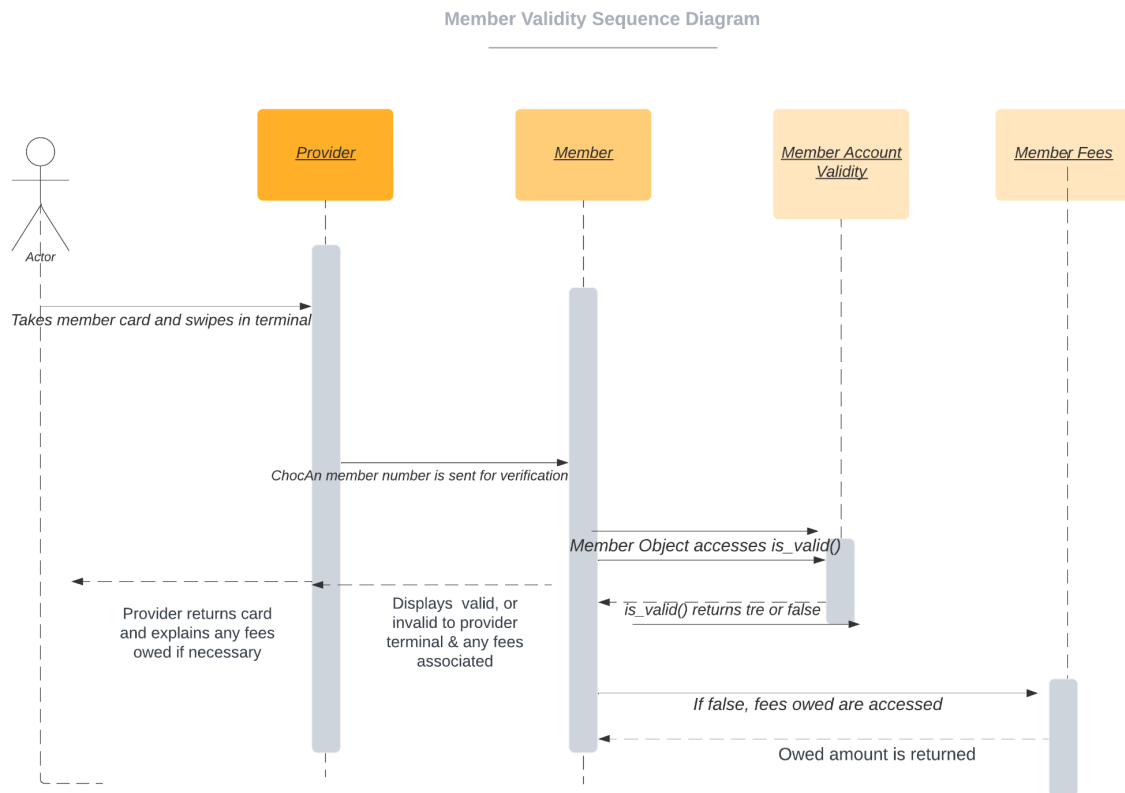 Member Validity Sequence Diagram
Provider
Member
Member Account
Validity
Member Fees
Actor
Takes member card and swipes in terminal
ChocAn member number is sent for verification
Member Object accesses is_valid()
is_valid() returns tre or false
Provider returns card
and explains any fees
owed if necessary
Displays valid, or
invalid to provider
terminal & any fees
associated
If false, fees owed are accessed
Owed amount is returned